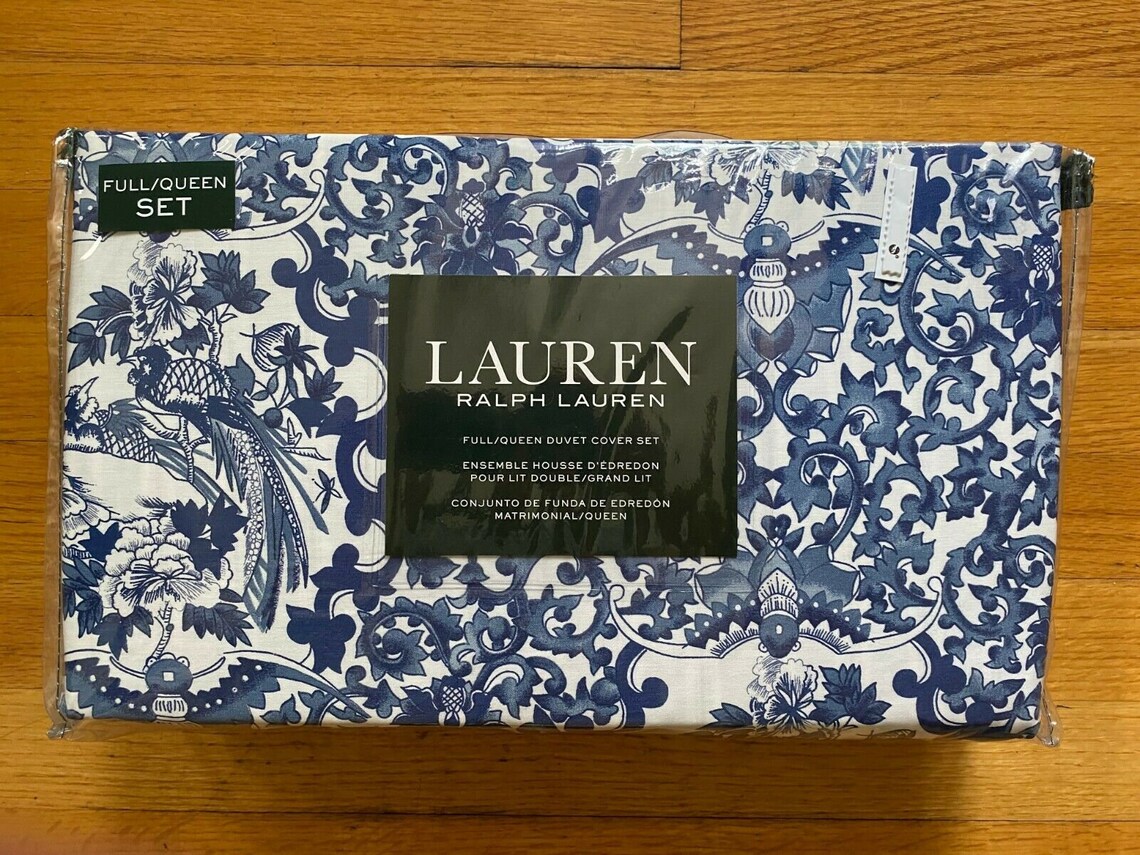 FULL/QUEEN
SET
LAUREN
RALPH LAUREN
FULL/QUEEN DUVET COVER SET
ENSEMBLE HOUSSE D'ÉDREDON
POUR LIT DOUBLE/GRAND LIT
CONJUNTO DE FUNDA DE EDREDÓN
MATRIMONIAL/QUEEN